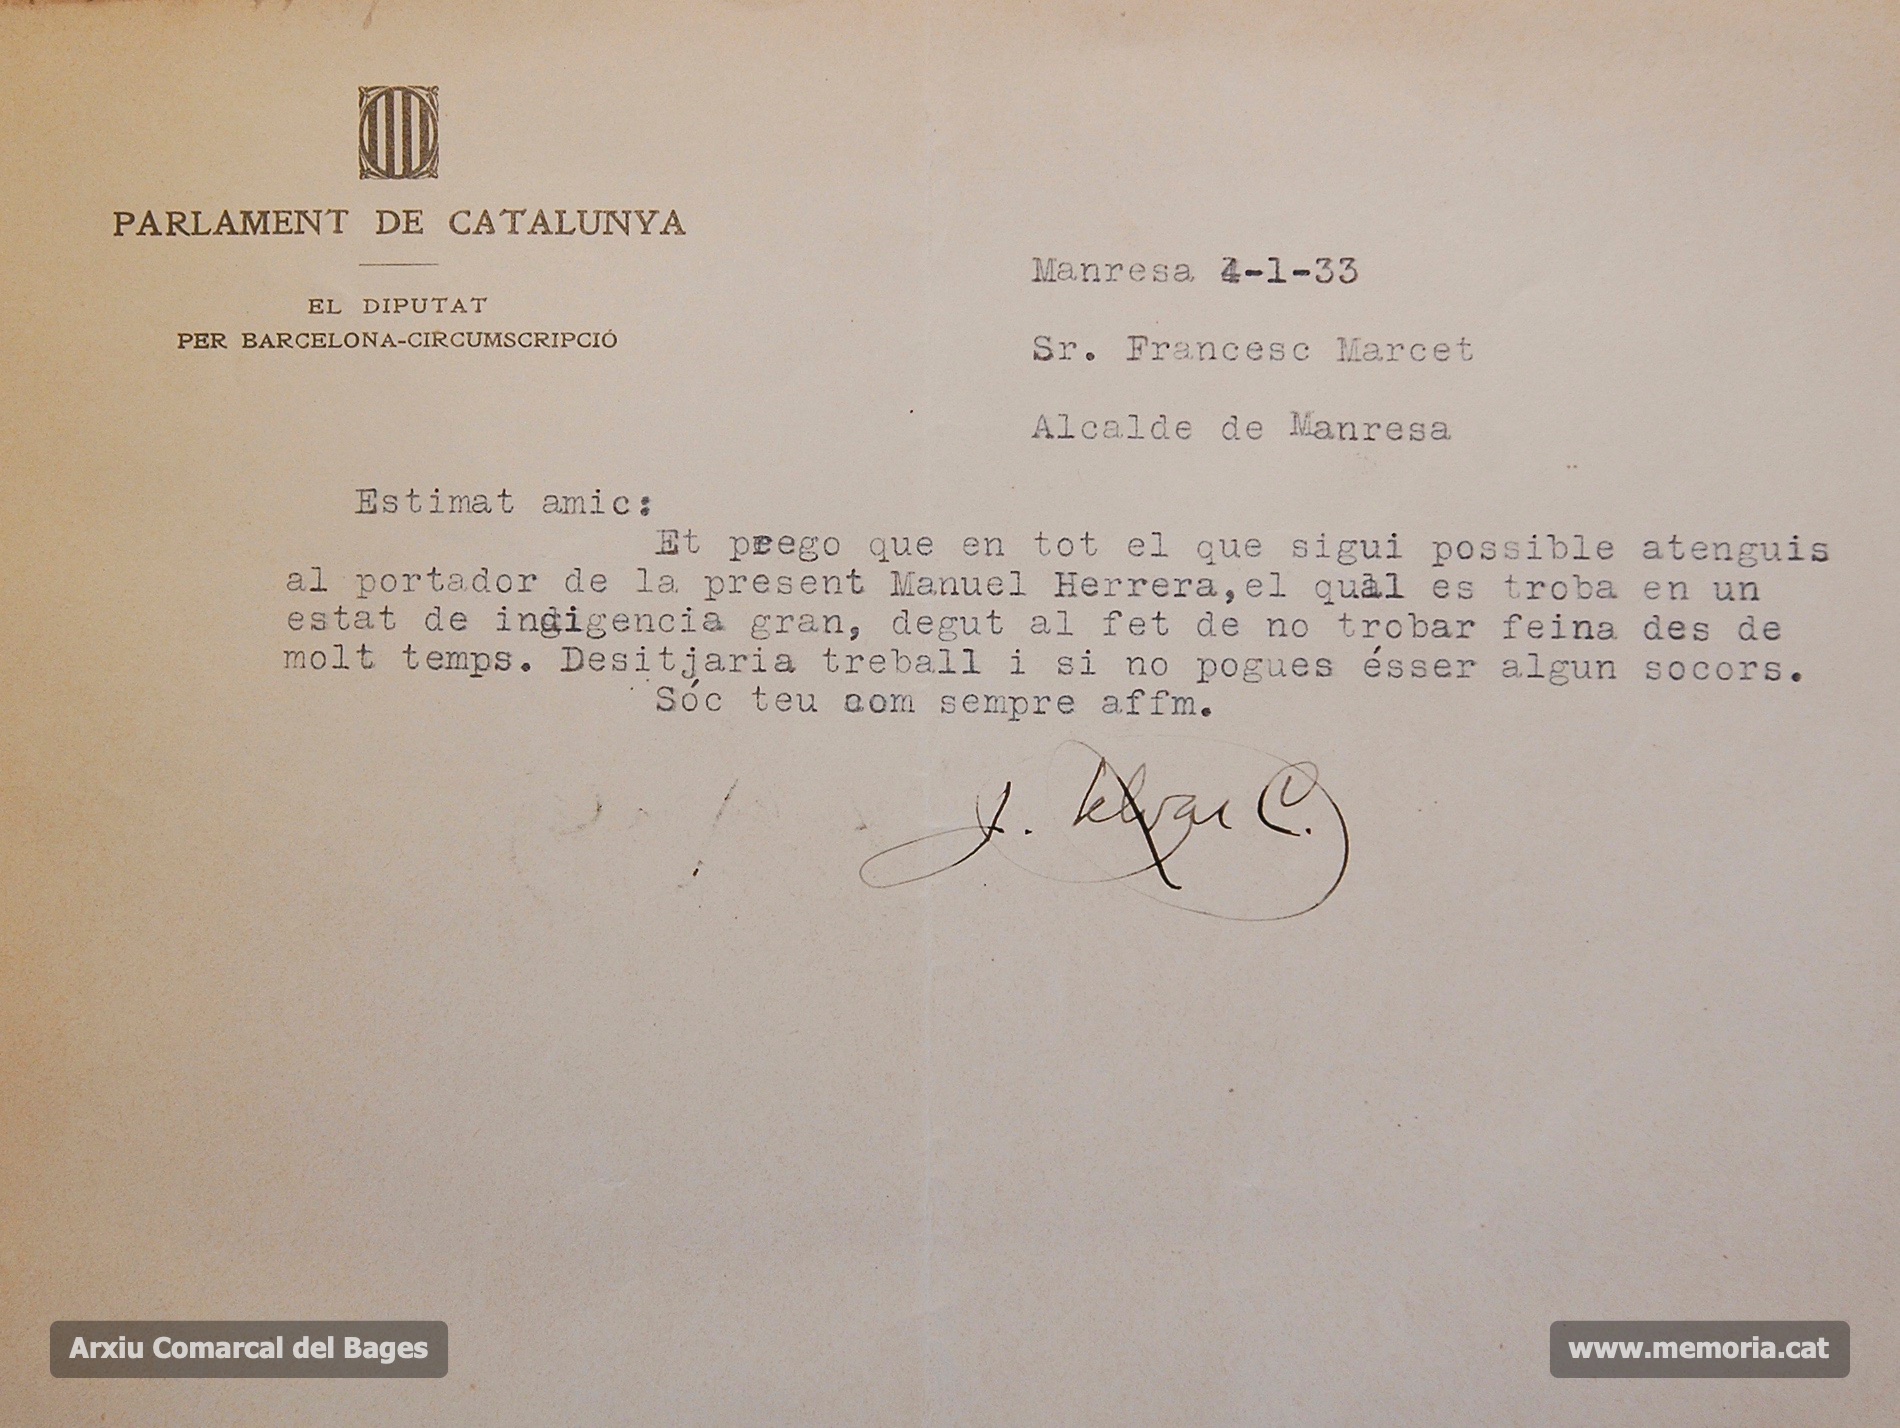 PARLAMENT DE CATALUNYA
EL DIPUTAT
PER BARCELONA-CIRCUMSCRIPCIÓ
Manresa 4-1-33
Sr. Francesc Marcet
Alcalde de Manresa
Estimat amic:
Et prego que en tot el que sigui possible atenguis
al portador de la present Manuel Herrera,el quàl es troba en un
estat de indigencia gran, degut al fet de no trobar feina des de
molt temps. Desitjaria treball i si no pogues ésser algun socors.
Sóc teu com sempre affm.
J. Selvas C.
Arxiu Comarcal del Bages
www.memoria.cat